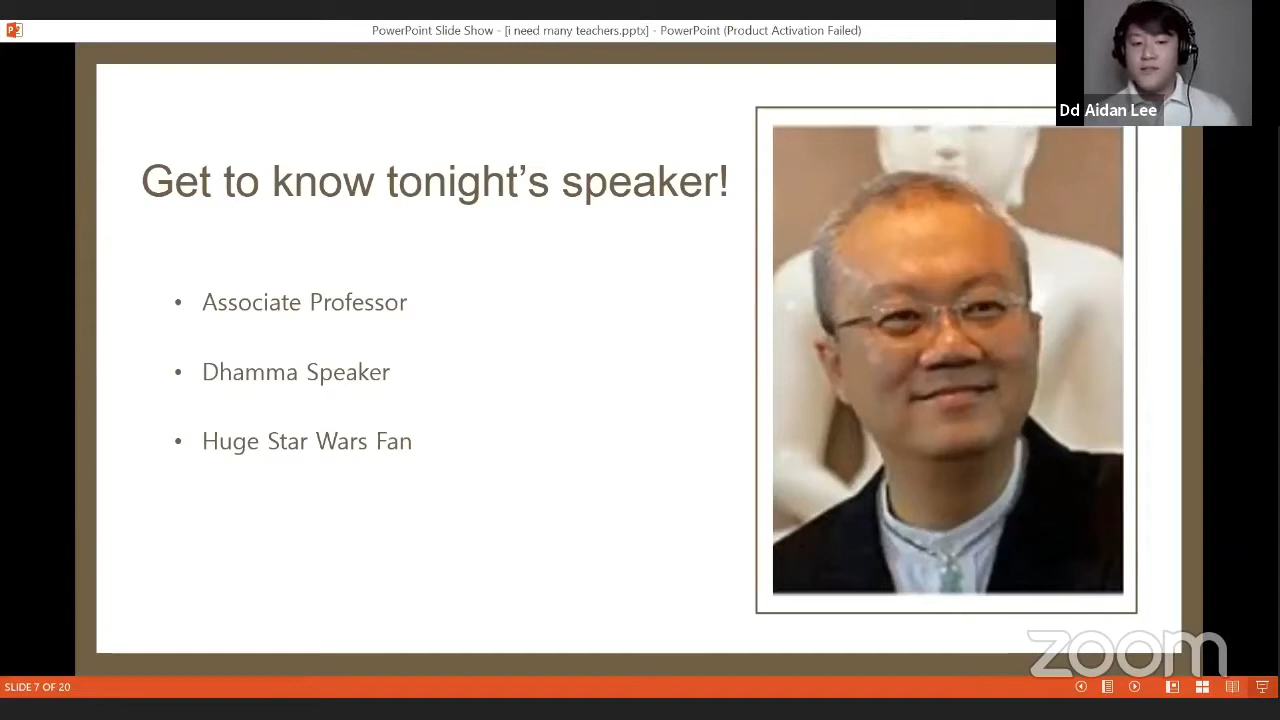 PowerPoint Slide Show - [i need many teachers.pptx] - PowerPoint (Product Activation Failed)
Dd Aidan Lee
Get to know tonight's speaker!
• Associate Professor
• Dhamma Speaker
• Huge Star Wars Fan
zoom
SLIDE 7 OF 20